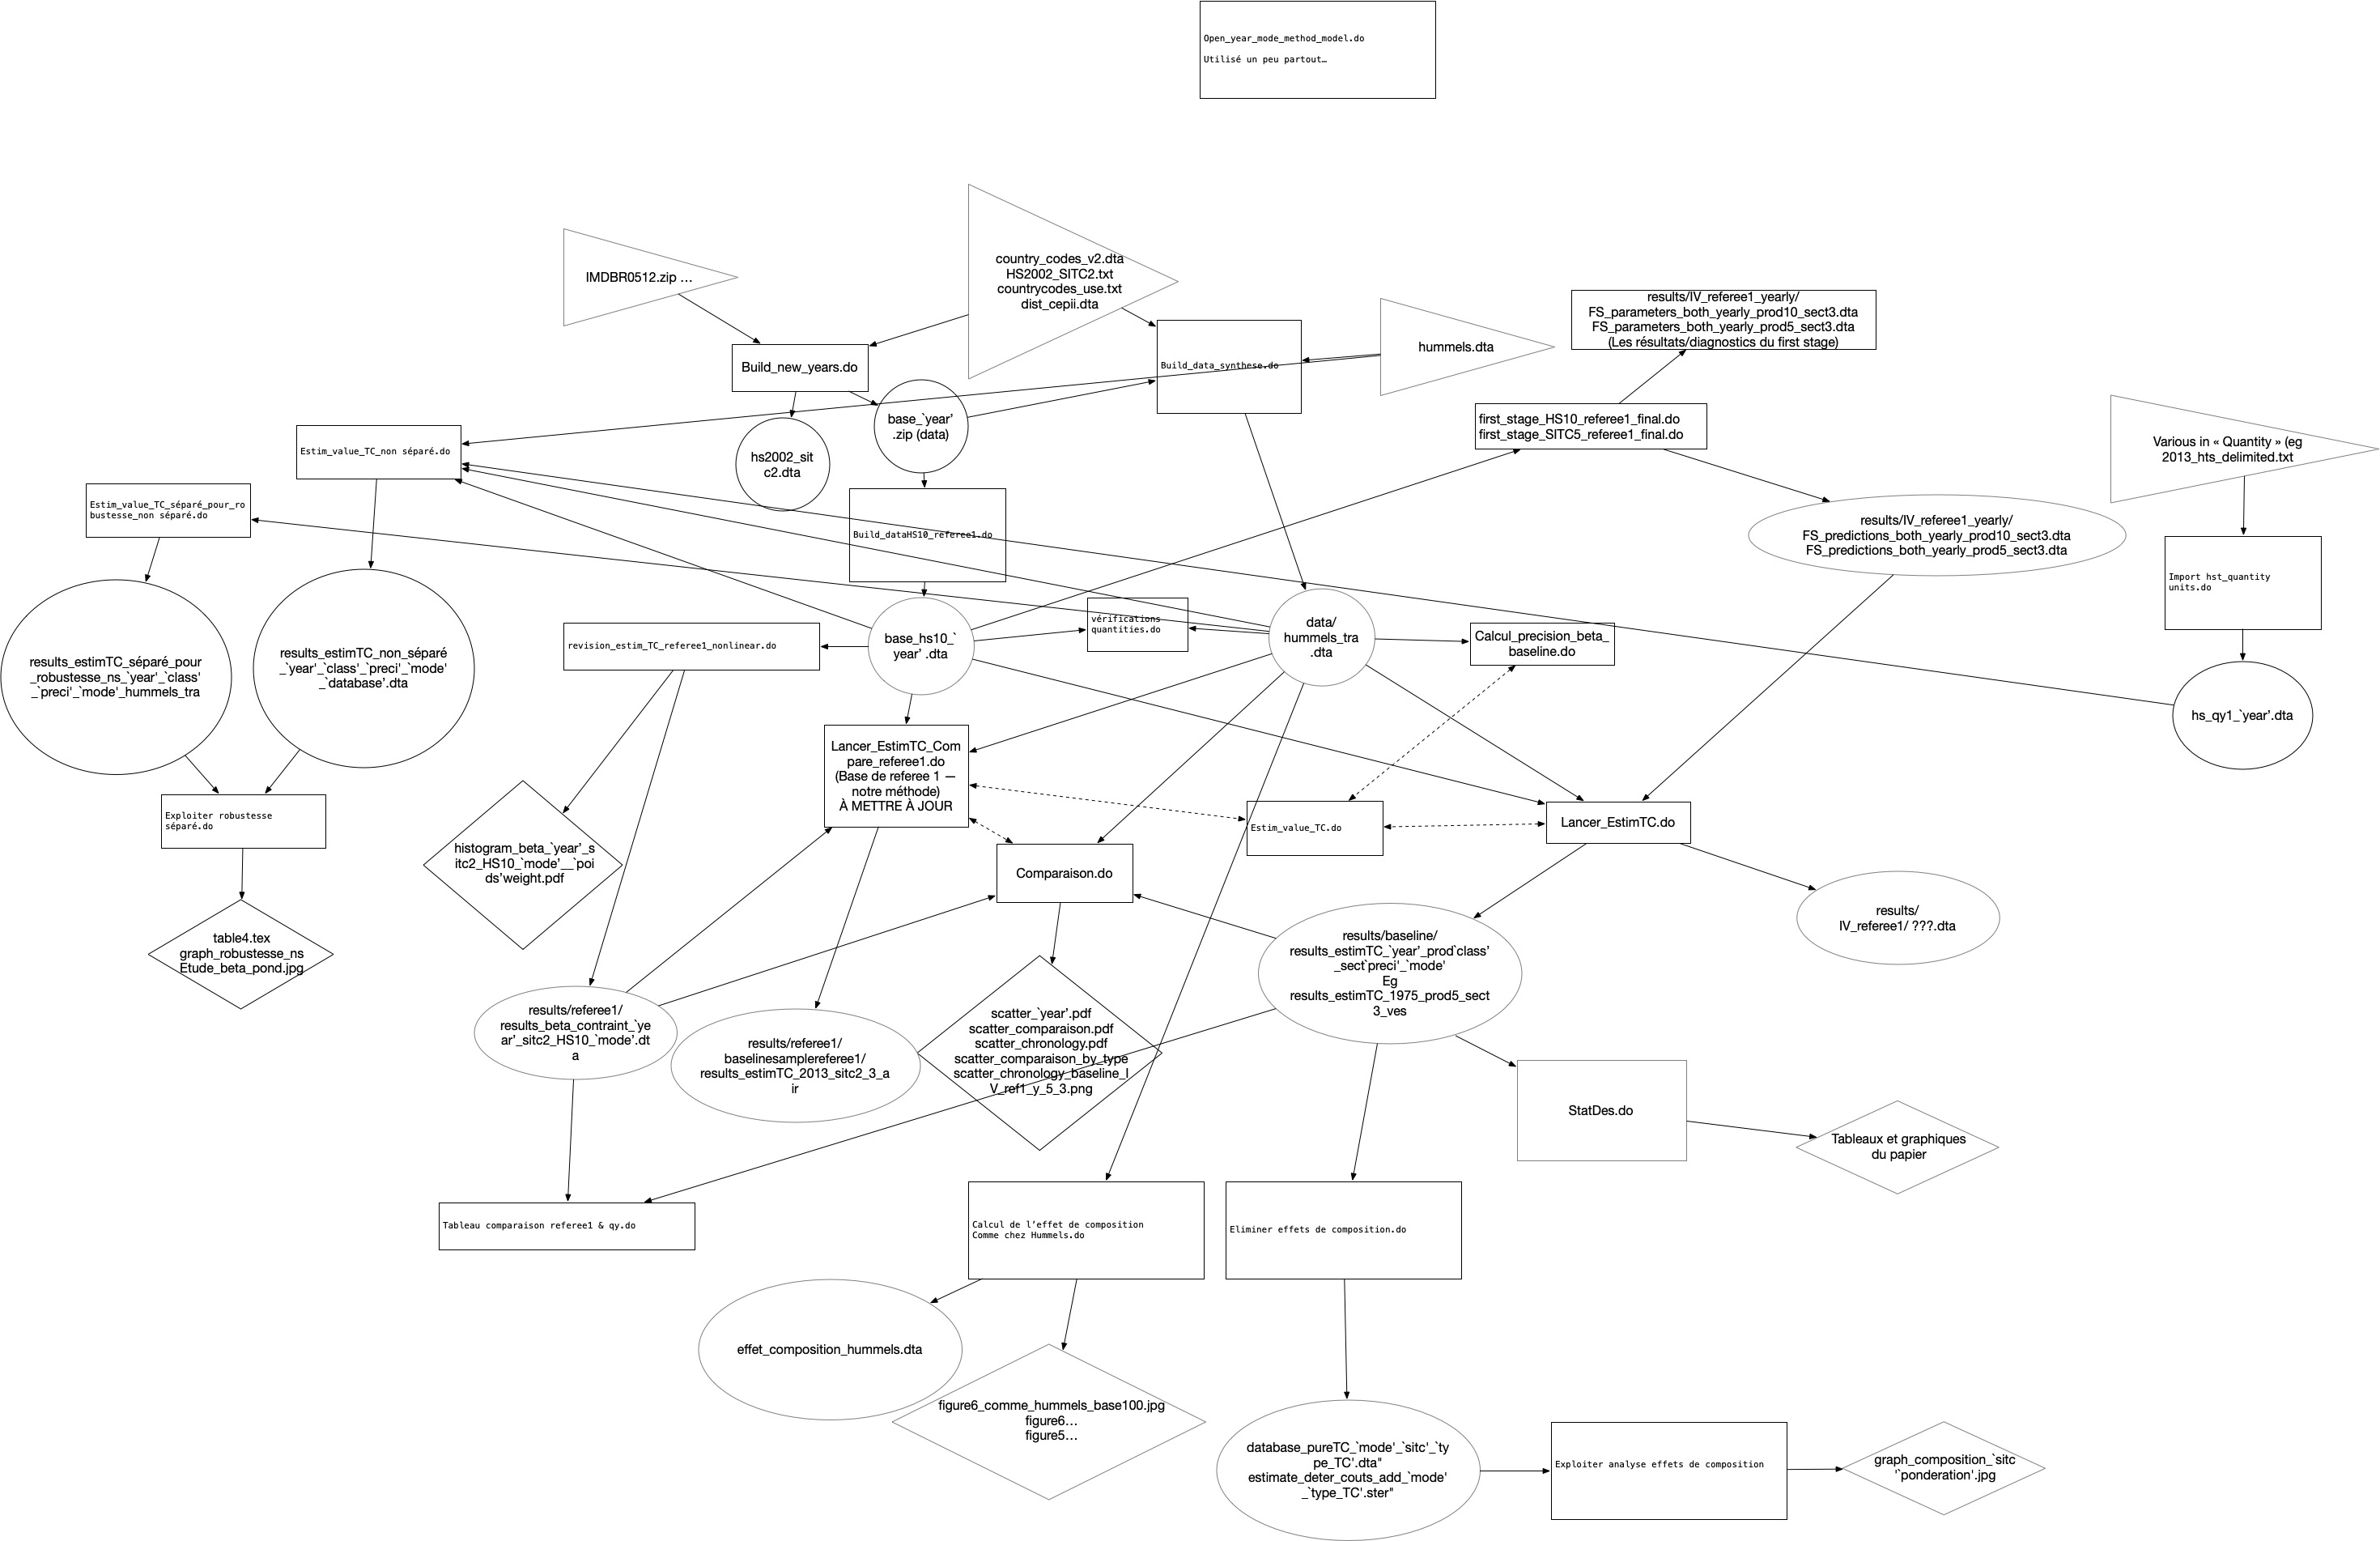 Open_year_mode_method_model.do
Utilisé un peu partout…
IMDBR0512.zip …
country_codes_v2.dta
HS2002_SITC2.txt
countrycodes_use.txt
dist_cepii.dta
results/IV_referee1_yearly/
FS_parameters_both_yearly_prod10_sect3.dta
FS_parameters_both_yearly_prod5_sect3.dta
(Les résultats/diagnostics du first stage)
hummels.dta
Build_new_years.do
Build_data_synthese.do
base_`year’
.zip (data)
first_stage_HS10_referee1_final.do
first_stage_SITC5_referee1_final.do
Various in « Quantity » (eg
2013_hts_delimited.txt
Estim_value_TC_non séparé.do
hs2002_sit
c2.dta
Estim_value_TC_séparé_pour_ro
bustesse_non séparé.do
Build_dataHS10_referee1.do
results/IV_referee1_yearly/
FS_predictions_both_yearly_prod10_sect3.dta
FS_predictions_both_yearly_prod5_sect3.dta
Import hst_quantity
units.do
vérifications
quantities.do
data/
hummels_tra
.dta
base_hs10_`
year’ .dta
revision_estim_TC_referee1_nonlinear.do
Calcul_precision_beta_
baseline.do
results_estimTC_séparé_pour
_robustesse_ns_`year'_`class'
_`preci'_`mode'_hummels_tra
results_estimTC_non_séparé
_`year'_`class'_`preci'_`mode'
_`database’.dta
hs_qy1_`year’.dta
Lancer_EstimTC_Com
pare_referee1.do
(Base de referee 1 —
notre méthode)
À METTRE À JOUR
Exploiter robustesse
séparé.do
Estim_value_TC.do
Lancer_EstimTC.do
histogram_beta_`year’_s
itc2_HS10_`mode’__`poi
ds’weight.pdf
Comparaison.do
results/
IV_referee1/ ???.dta
table4.tex
graph_robustesse_ns
Etude_beta_pond.jpg
results/baseline/
results_estimTC_`year’_prod`class’
_sect`preci'_`mode'
Eg
results_estimTC_1975_prod5_sect
3_ves
results/referee1/
results_beta_contraint_`ye
ar’_sitc2_HS10_`mode’.dt
a
results/referee1/
baselinesamplereferee1/
results_estimTC_2013_sitc2_3_a
ir
scatter_`year’.pdf
scatter_comparaison.pdf
scatter_chronology.pdf
scatter_comparaison_by_type
scatter_chronology_baseline_I
V_ref1_y_5_3.png
StatDes.do
Tableaux et graphiques
du papier
Tableau comparaison referee1 & qy.do
Calcul de l’effet de composition
Comme chez Hummels.do
Eliminer effets de composition.do
effet_composition_hummels.dta
figure6_comme_hummels_base100.jpg
figure6…
figure5…
database_pureTC_`mode'_`sitc'_`ty
pe_TC'.dta"
estimate_deter_couts_add_`mode'
_`type_TC'.ster"
Exploiter analyse effets de composition
graph_composition_`sitc
'`ponderation'.jpg